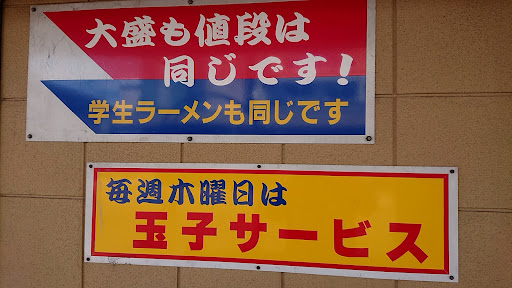 大盛も値段は
同じです!
学生ラーメンも同じです
毎週木曜日は
玉子サービス